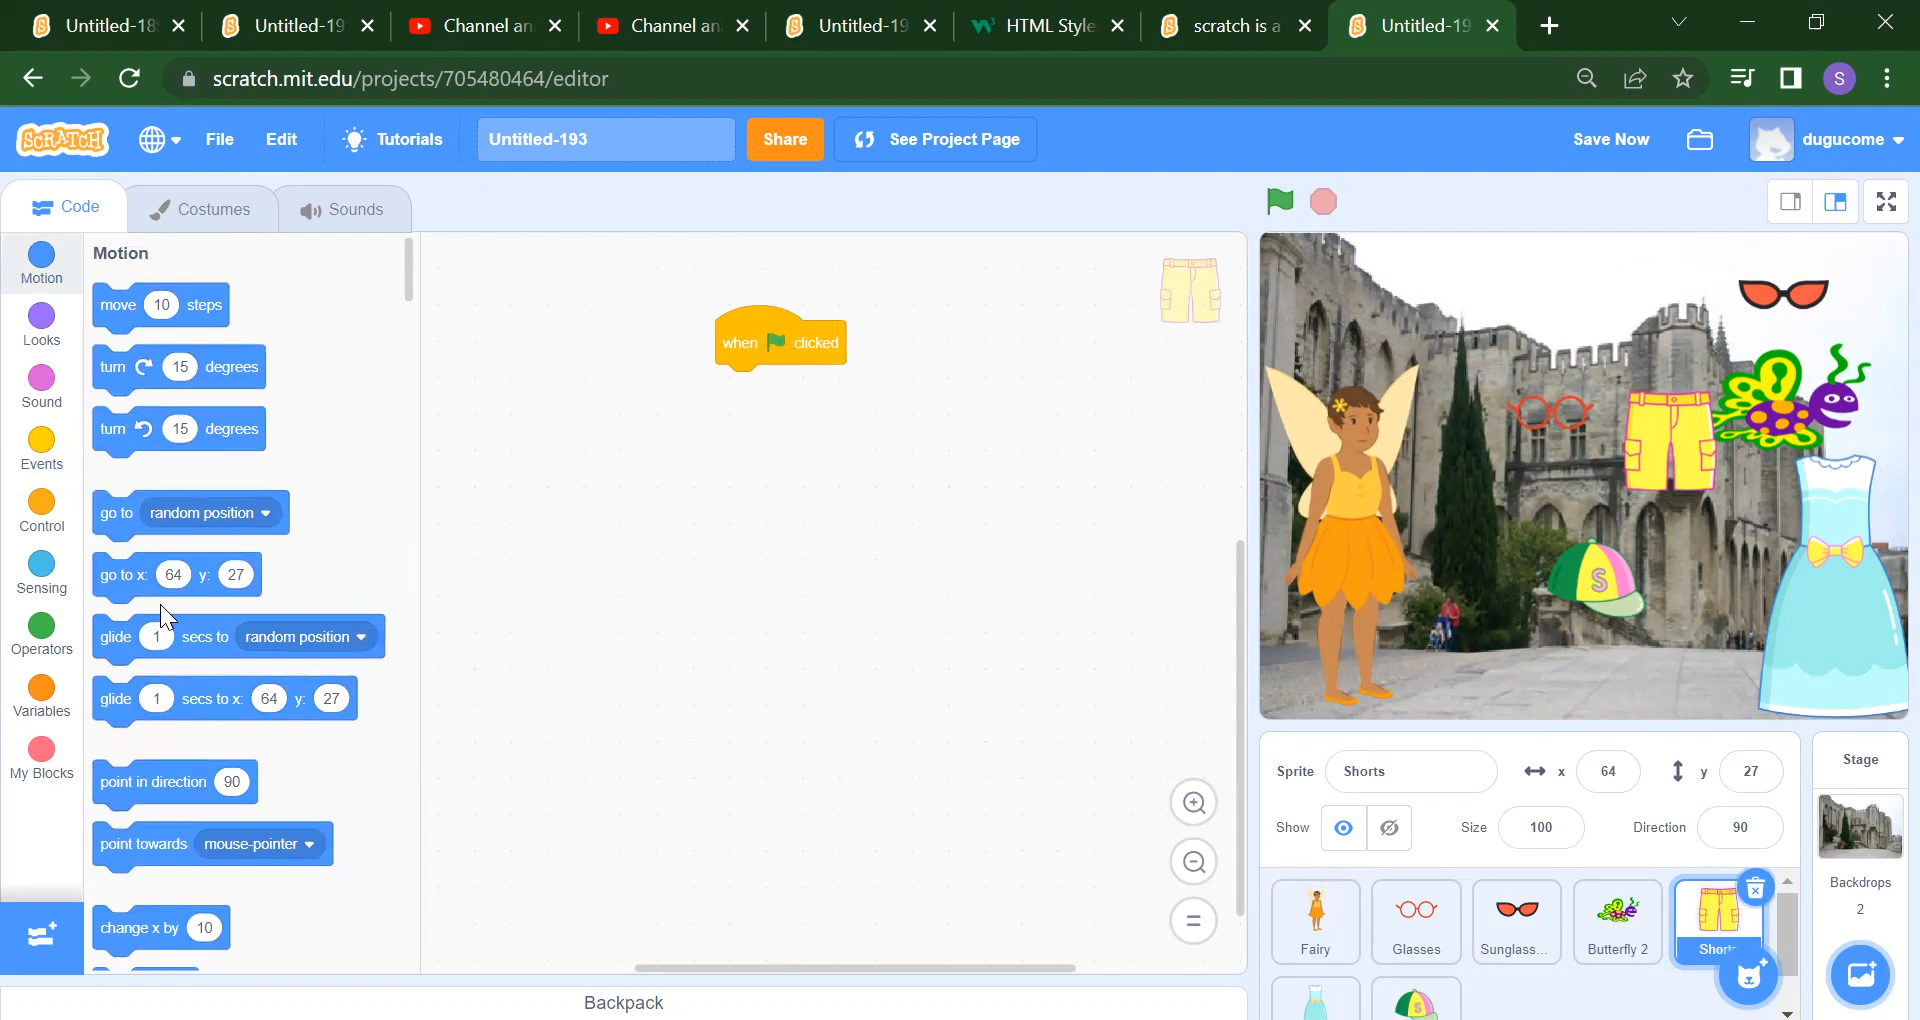 Untitled-18
Untitled-19
Channel an
Channel an
Untitled-19
HTML Style
scratch is a
Untitled-19
scratch.mit.edu/projects/705480464/editor
S
SCRATCH
File
Edit
Tutorials
Untitled-193
Share
See Project Page
Save Now
dugucome
Code
Costumes
Sounds
Motion
Looks
Sound
Events
Control
Sensing
Operators
Variables
My Blocks
Motion
move 10 steps
turn 15 degrees
turn 15 degrees
go to random position
go to x: 64 y: 27
glide 1 secs to random position
glide 1 secs to x: 64 y: 27
point in direction 90
point towards mouse-pointer
change x by 10
when clicked
S
Sprite Shorts x 64 y 27
Show Size 100 Direction 90
Fairy
Glasses
Sunglass...
Butterfly 2
Short
Stage
Backdrops
2
Backpack